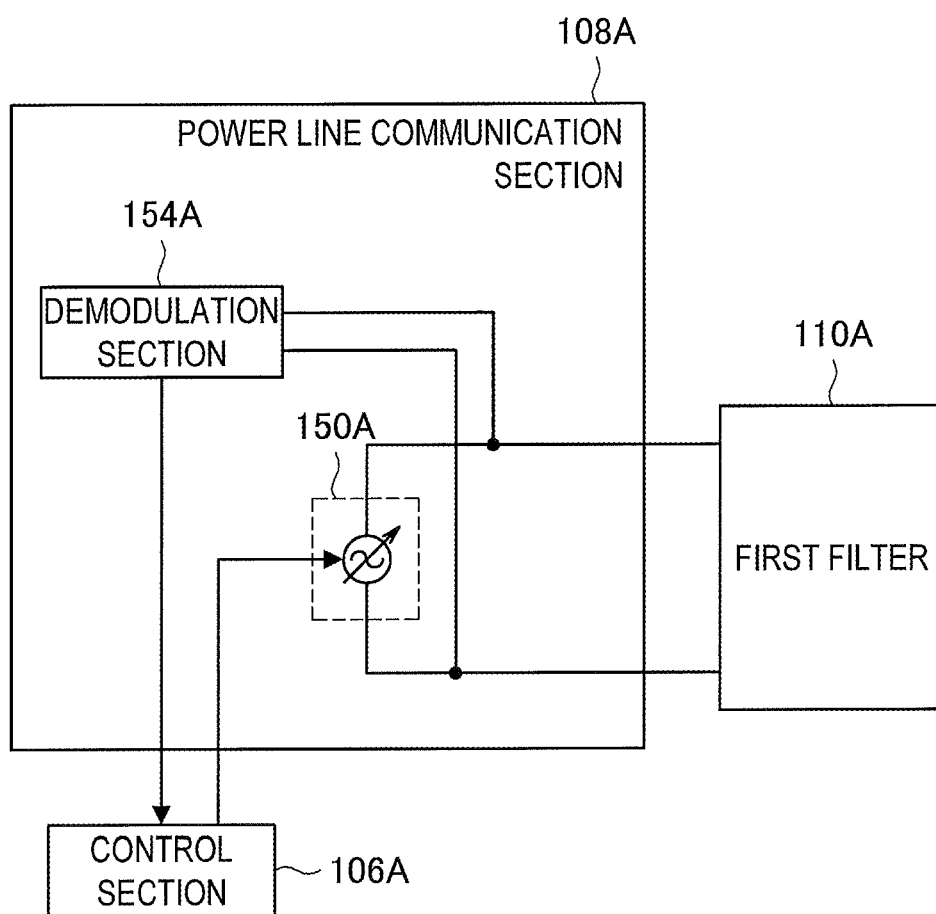 108A
POWER LINE COMMUNICATION
SECTION
154A
DEMODULATION
SECTION
110A
150A
FIRST FILTER
CONTROL
SECTION
106A